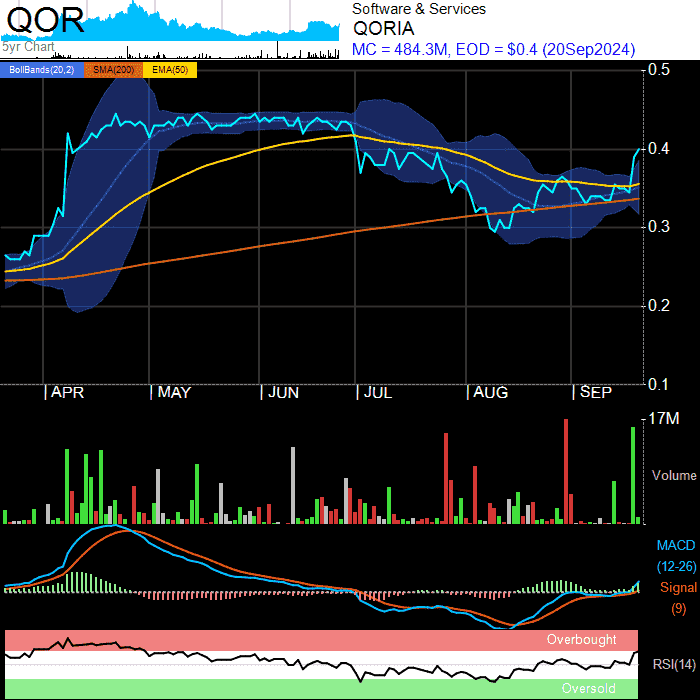 QOR
5yr Chart
Software & Services
QORIA
MC = 484.3M, EOD = $0.4 (20Sep2024)
BollBands(20,2) SMA(200) EMA(50)
0.5
0.4
0.3
0.2
0.1
| APR | MAY | JUN | JUL | AUG | SEP
17M
Volume
MACD
(12-26)
Signal
(9)
Overbought
RSI(14)
Oversold